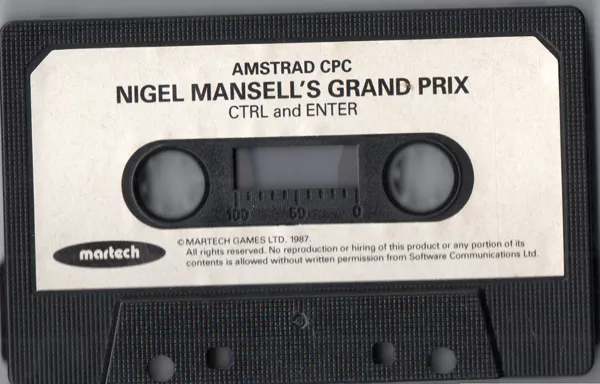 AMSTRAD CPC
NIGEL MANSELL'S GRAND PRIX
CTRL and ENTER
100 50 0
martech
© MARTECH GAMES LTD. 1987.
All rights reserved. No reproduction or hiring of this product or any portion of its
contents is allowed without written permission from Software Communications Ltd.